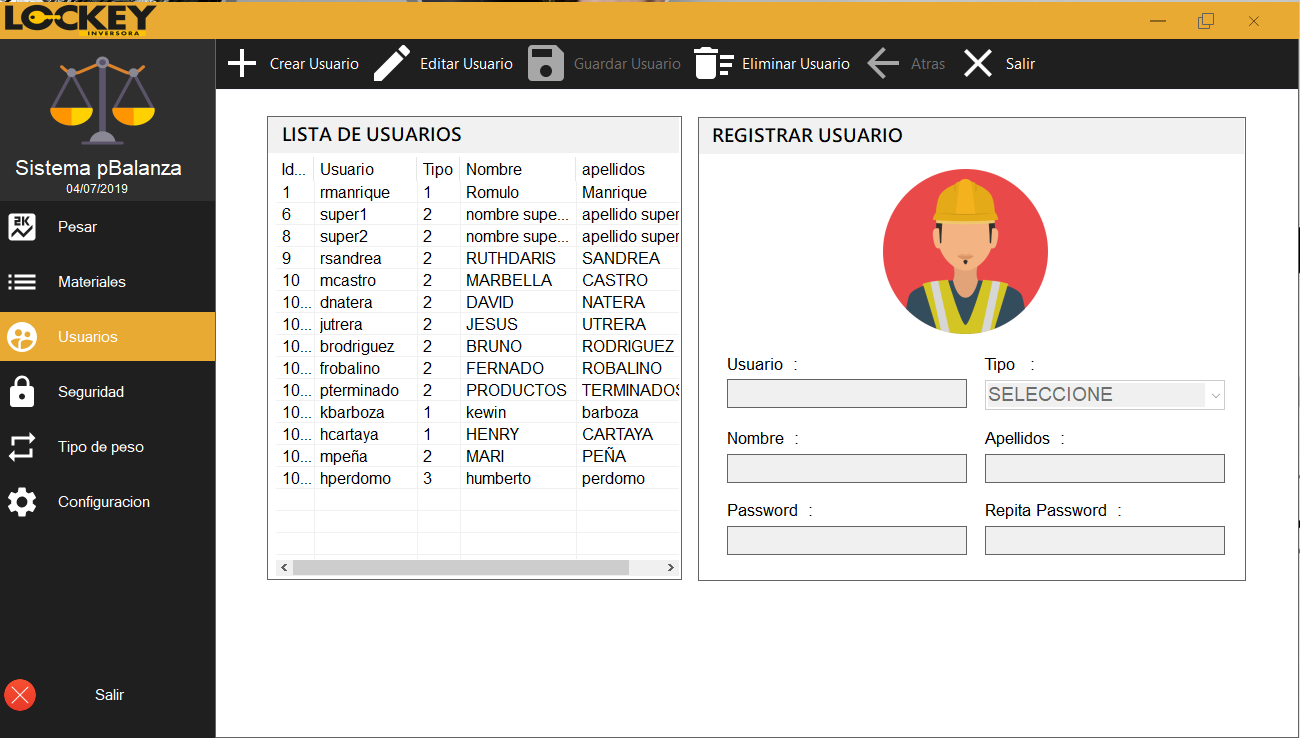 LOCKEY
INVERSORA
Crear Usuario Editar Usuario Guardar Usuario Eliminar Usuario Atras Salir
Sistema pBalanza
04/07/2019
2K
Pesar
Materiales
Usuarios
Seguridad
Tipo de peso
Configuracion
Salir
LISTA DE USUARIOS
Id... Usuario Tipo Nombre apellidos
1 rmanrique 1 Romulo Manrique
6 super1 2 nombre supe... apellido super
8 super2 2 nombre supe... apellido super
9 rsandrea 2 RUTHDARIS SANDREA
10 mcastro 2 MARBELLA CASTRO
10... dnatera 2 DAVID NATERA
10... jutrera 2 JESUS UTRERA
10... brodriguez 2 BRUNO RODRIGUEZ
10... frobalino 2 FERNADO ROBALINO
10... pterminado 2 PRODUCTOS TERMINADOS
10... kbarboza 1 kewin barboza
10... hcartaya 1 HENRY CARTAYA
10... mpeña 2 MARI PEÑA
10... hperdomo 3 humberto perdomo
REGISTRAR USUARIO
Usuario : Tipo :
SELECCIONE
Nombre : Apellidos :
Password : Repita Password :